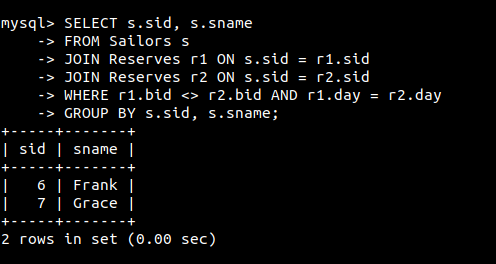 mysql> SELECT s.sid, s.sname
    -> FROM Sailors s
    -> JOIN Reserves r1 ON s.sid = r1.sid
    -> JOIN Reserves r2 ON s.sid = r2.sid
    -> WHERE r1.bid <> r2.bid AND r1.day = r2.day
    -> GROUP BY s.sid, s.sname;
+-----+-------+
| sid | sname |
+-----+-------+
|   6 | Frank |
|   7 | Grace |
+-----+-------+
2 rows in set (0.00 sec)